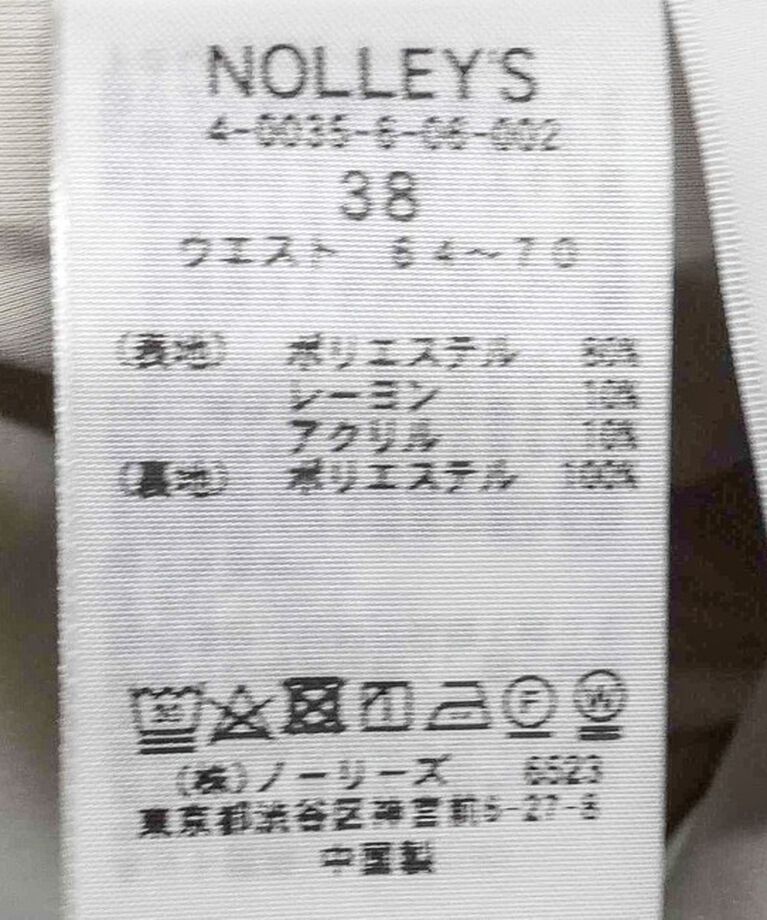 NOLLEY'S
4-0035-6-06-002
38
ウエスト 64〜70
(表地) ポリエステル 80%
レーヨン 10%
アクリル 10%
(裏地) ポリエステル 100%
30 F W
(株)ノーリーズ 6523
東京都渋谷区神宮前6-27-8
中国製